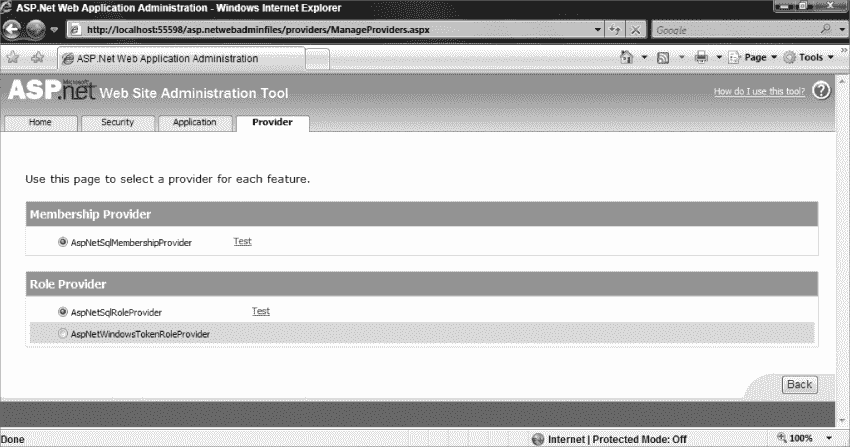 ASP.Net Web Application Administration - Windows Internet Explorer
http://localhost:55598/asp.netwebadminfiles/providers/ManageProviders.aspx
Google
ASP.Net Web Application Administration
Page
Tools
Microsoft
ASP.net Web Site Administration Tool
How do I use this tool? ?
Home Security Application Provider
Use this page to select a provider for each feature.
Membership Provider
AspNetSqlMembershipProvider Test
Role Provider
AspNetSqlRoleProvider Test
AspNetWindowsTokenRoleProvider
Back
Done Internet | Protected Mode: Off 100%